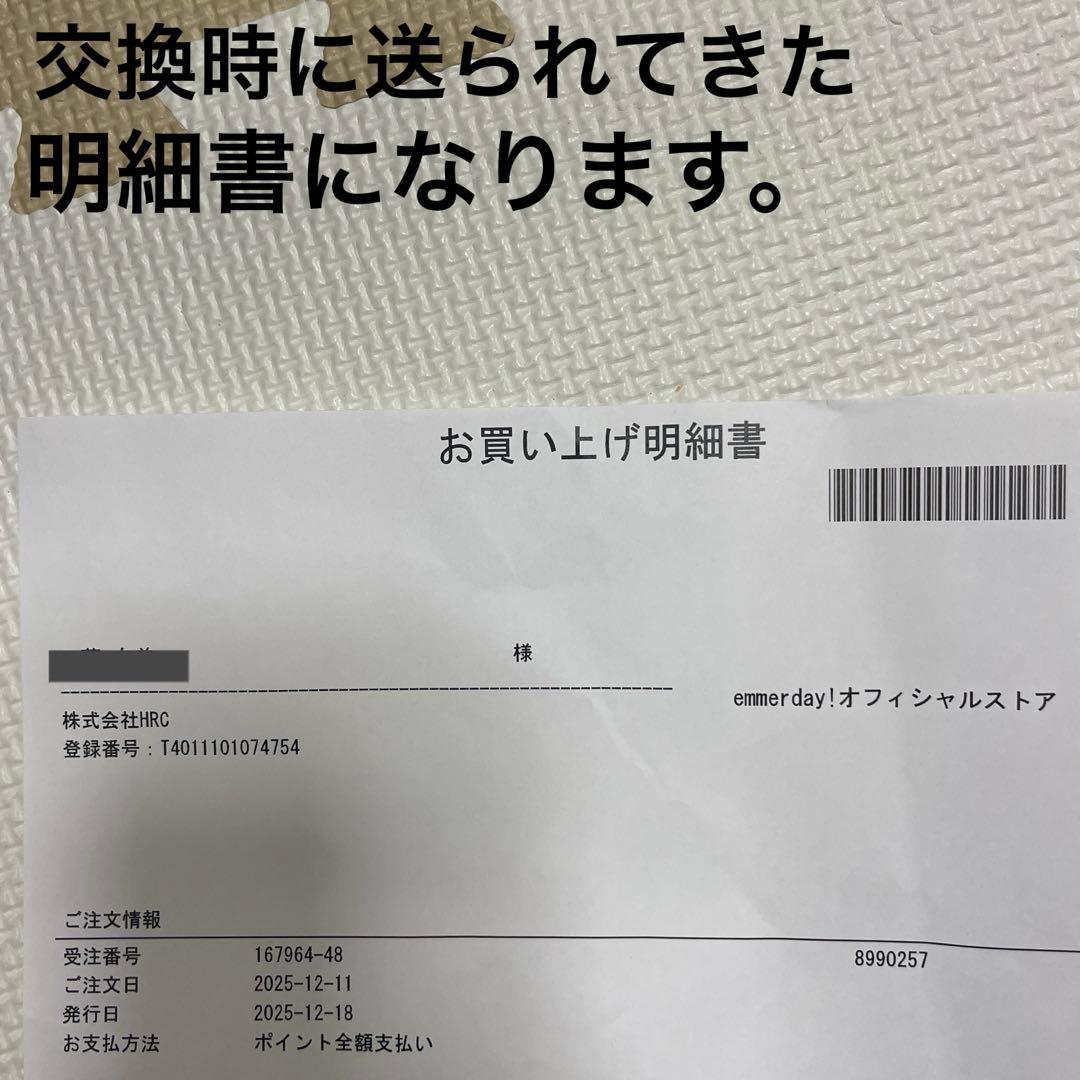 交換時に送られてきた
明細書になります。
お買い上げ明細書
様
emmerday!オフィシャルストア
株式会社HRC
登録番号：T4011101074754
ご注文情報
受注番号 167964-48 8990257
ご注文日 2025-12-11
発行日 2025-12-18
お支払方法 ポイント全額支払い